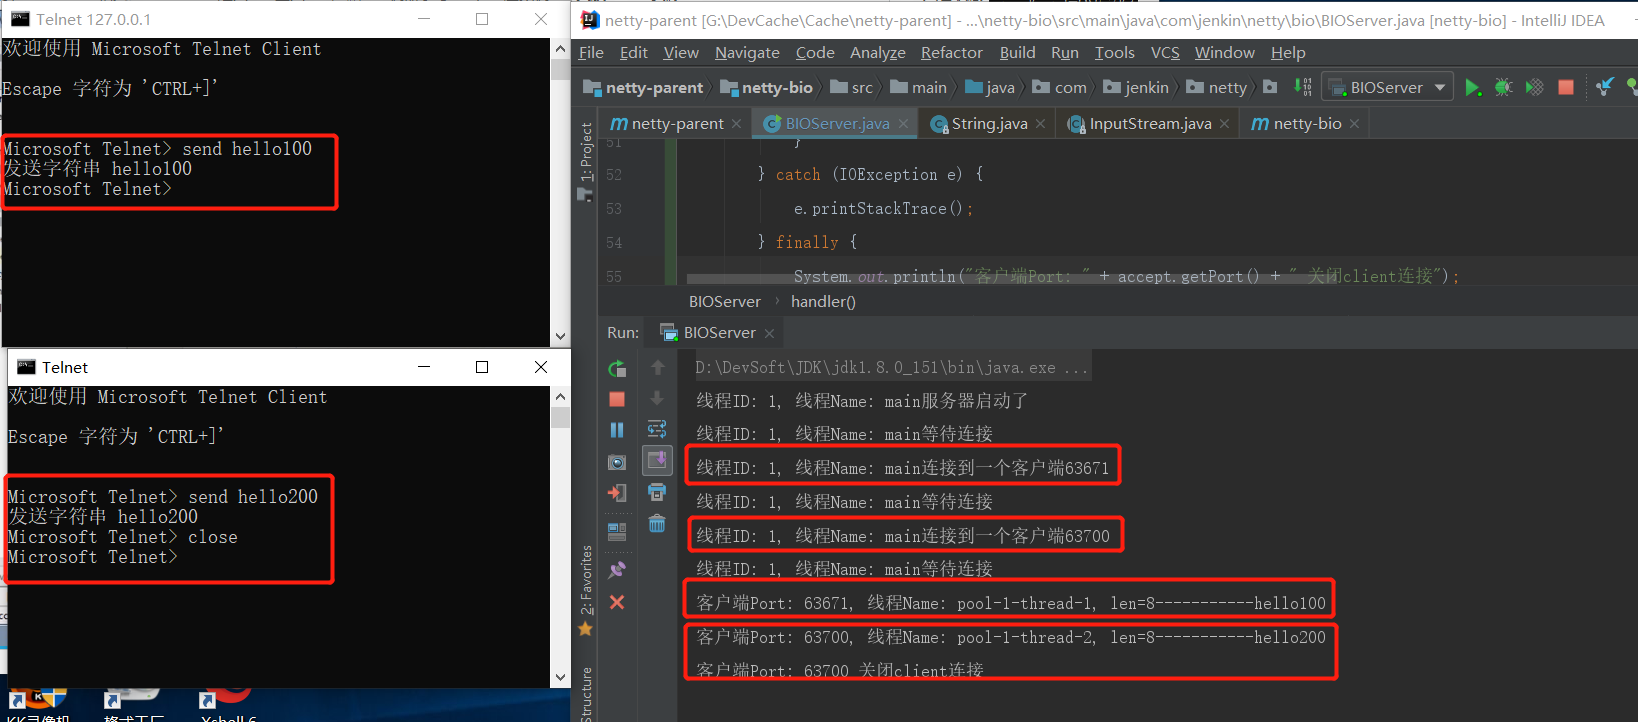 Telnet 127.0.0.1
欢迎使用 Microsoft Telnet Client
Escape 字符为 'CTRL+]'
Microsoft Telnet> send hello100
发送字符串 hello100
Microsoft Telnet>
Telnet
欢迎使用 Microsoft Telnet Client
Escape 字符为 'CTRL+]'
Microsoft Telnet> send hello200
发送字符串 hello200
Microsoft Telnet> close
Microsoft Telnet>
KK录像机
格式工厂
Xshell 6
netty-parent [G:\DevCache\Cache\netty-parent] - ...\netty-bio\src\main\java\com\jenkin\netty\bio\BIOServer.java [netty-bio] - IntelliJ IDEA
File Edit View Navigate Code Analyze Refactor Build Run Tools VCS Window Help
netty-parent netty-bio src main java com jenkin netty BIOServer
netty-parent BIOServer.java String.java InputStream.java netty-bio
1: Project
51 }
52 } catch (IOException e) {
53 e.printStackTrace();
54 } finally {
55 System.out.println("客户端Port: " + accept.getPort() + " 关闭client连接");
BIOServer handler()
Run: BIOServer
D:\DevSoft\JDK\jdk1.8.0_151\bin\java.exe ...
线程ID: 1, 线程Name: main服务器启动了
线程ID: 1, 线程Name: main等待连接
线程ID: 1, 线程Name: main连接到一个客户端63671
线程ID: 1, 线程Name: main等待连接
线程ID: 1, 线程Name: main连接到一个客户端63700
线程ID: 1, 线程Name: main等待连接
客户端Port: 63671, 线程Name: pool-1-thread-1, len=8-----------hello100
客户端Port: 63700, 线程Name: pool-1-thread-2, len=8-----------hello200
客户端Port: 63700 关闭client连接
2: Favorites
Structure